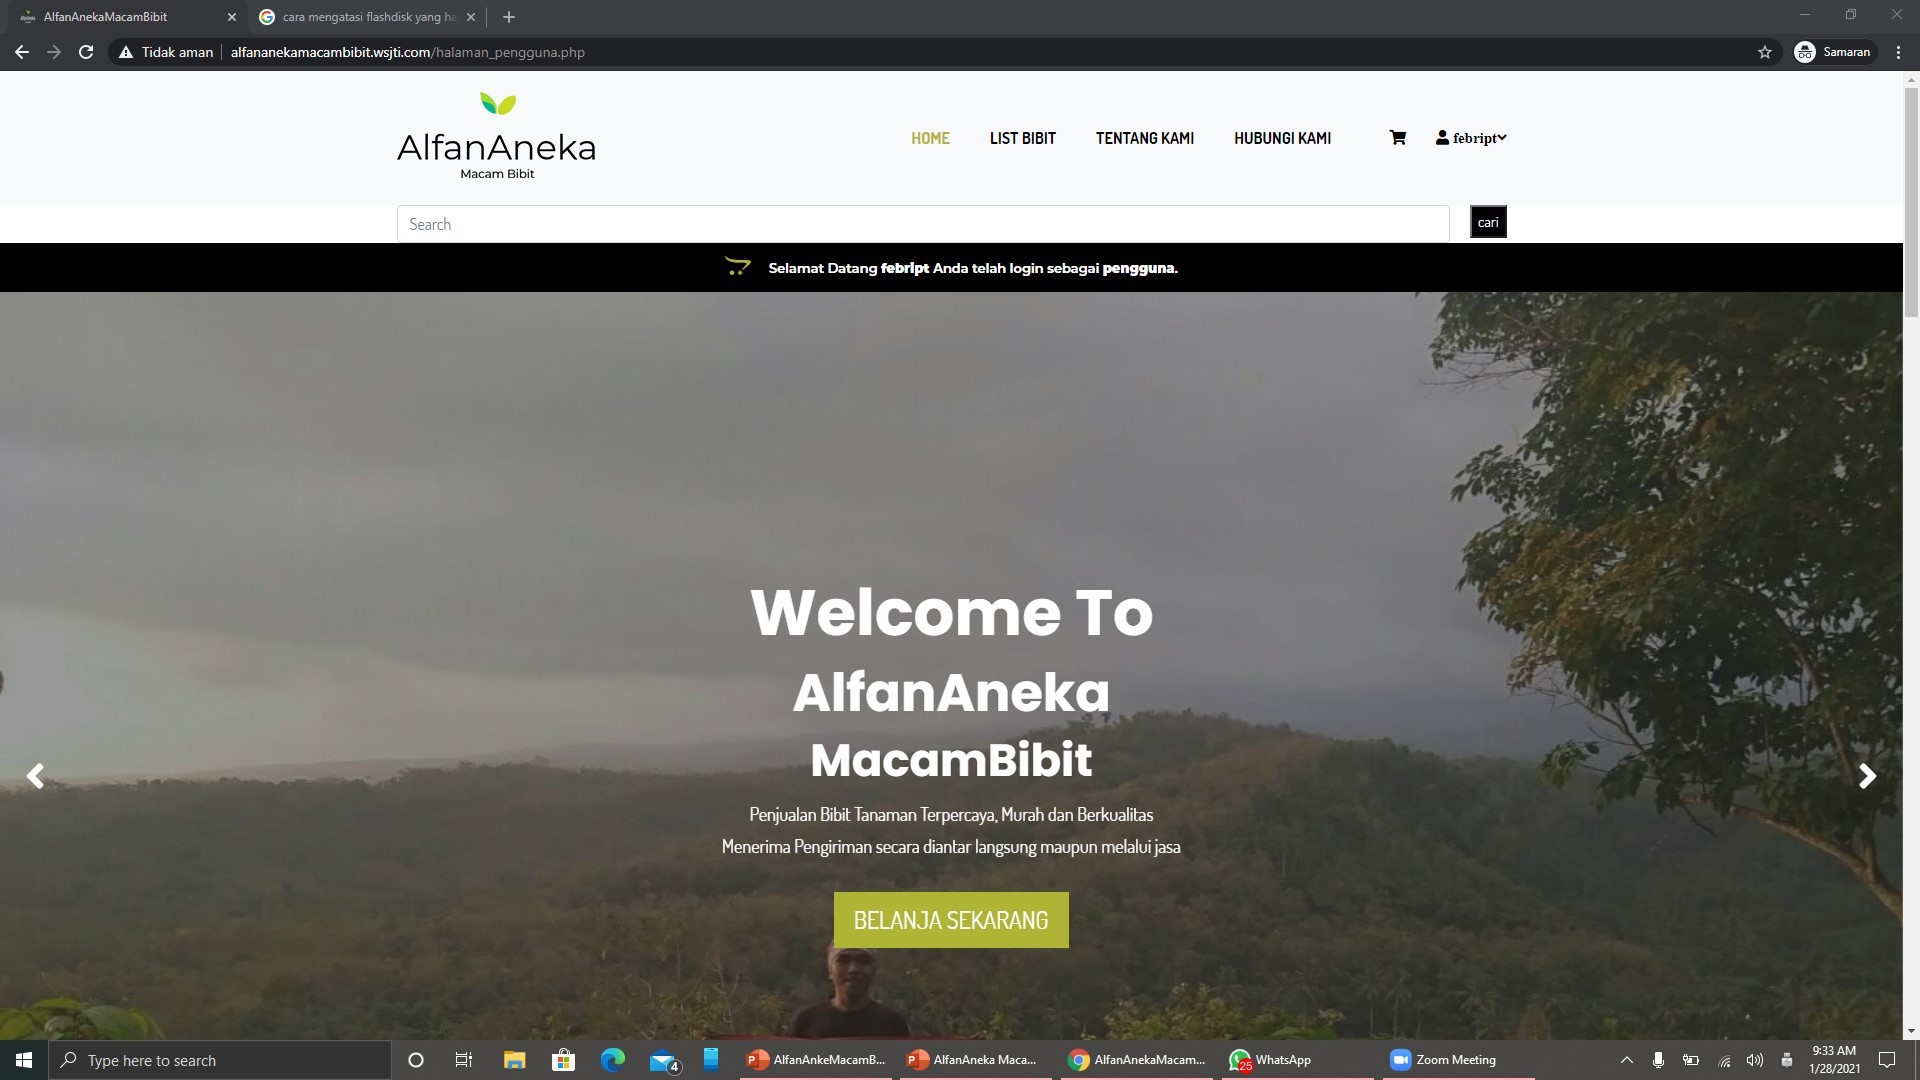 AlfanAnekaMacamBibit
cara mengatasi flashdisk yang ha
Tidak aman
alfananekamacambibit.wsjti.com/halaman_pengguna.php
Samaran
AlfanAneka
Macam Bibit
HOME LIST BIBIT TENTANG KAMI HUBUNGI KAMI febript
Search
cari
Selamat Datang febript Anda telah login sebagai pengguna.
Welcome To
AlfanAneka
MacamBibit
Penjualan Bibit Tanaman Terpercaya, Murah dan Berkualitas
Menerima Pengiriman secara diantar langsung maupun melalui jasa
BELANJA SEKARANG
Type here to search
4
AlfanAnkeMacamB...
AlfanAneka Maca...
AlfanAnekaMacam...
25
WhatsApp
Zoom Meeting
9:33 AM
1/28/2021